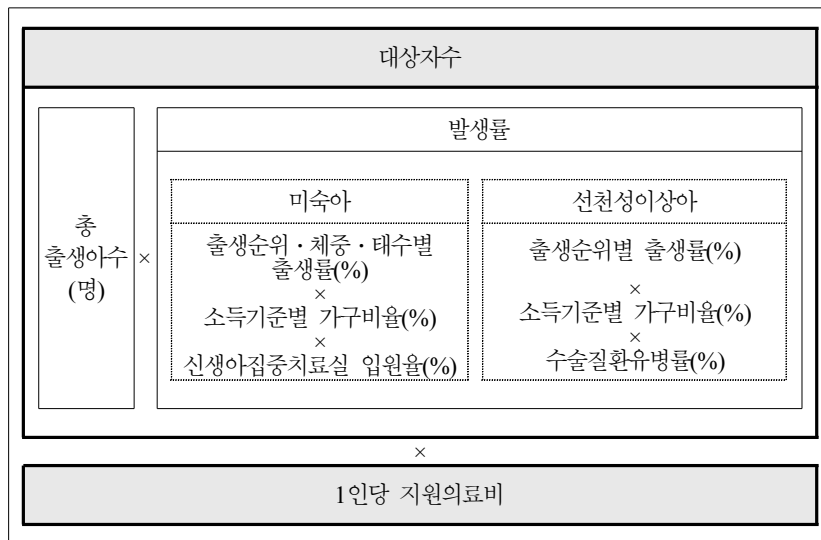 대상자수
총
출생아수
(명)
×
발생률
미숙아
출생순위・체중・태수별
출생률(%)
×
소득기준별 가구비율(%)
×
신생아집중치료실 입원율(%)
선천성이상아
출생순위별 출생률(%)
×
소득기준별 가구비율(%)
×
수술질환유병률(%)
×
1인당 지원의료비